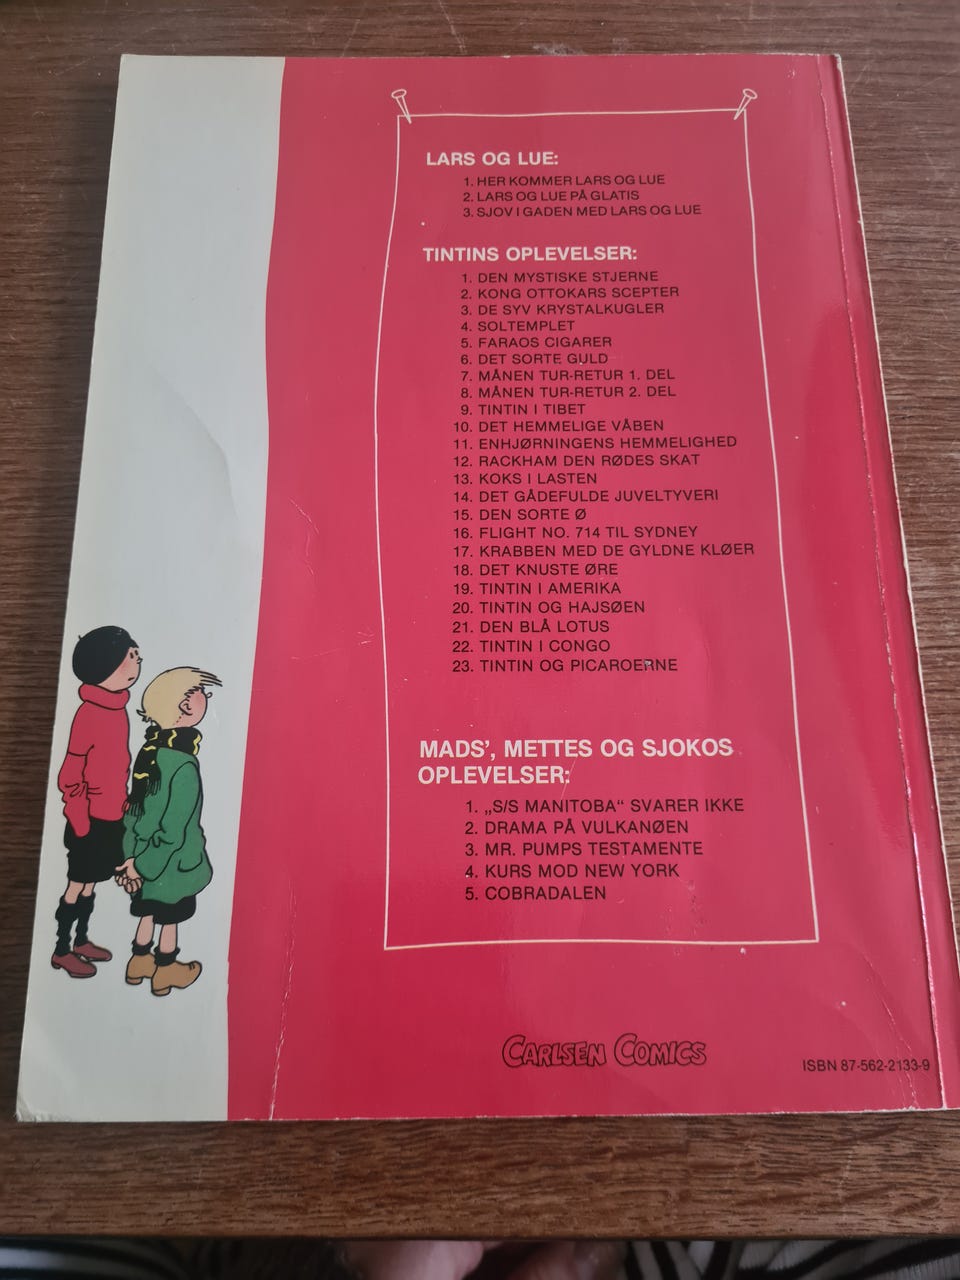 LARS OG LUE:
1. HER KOMMER LARS OG LUE
2. LARS OG LUE PÅ GLATIS
3. SJOV I GADEN MED LARS OG LUE
TINTINS OPLEVELSER:
1. DEN MYSTISKE STJERNE
2. KONG OTTOKARS SCEPTER
3. DE SYV KRYSTALKUGLER
4. SOLTEMPLET
5. FARAOS CIGARER
6. DET SORTE GULD
7. MÅNEN TUR-RETUR 1. DEL
8. MÅNEN TUR-RETUR 2. DEL
9. TINTIN I TIBET
10. DET HEMMELIGE VÅBEN
11. ENHJØRNINGENS HEMMELIGHED
12. RACKHAM DEN RØDES SKAT
13. KOKS I LASTEN
14. DET GÅDEFULDE JUVELTYVERI
15. DEN SORTE Ø
16. FLIGHT NO. 714 TIL SYDNEY
17. KRABBEN MED DE GYLDNE KLØER
18. DET KNUSTE ØRE
19. TINTIN I AMERIKA
20. TINTIN OG HAJSØEN
21. DEN BLÅ LOTUS
22. TINTIN I CONGO
23. TINTIN OG PICAROERNE
MADS', METTES OG SJOKOS
OPLEVELSER:
1. „S/S MANITOBA“ SVARER IKKE
2. DRAMA PÅ VULKANØEN
3. MR. PUMPS TESTAMENTE
4. KURS MOD NEW YORK
5. COBRADALEN
CARLSEN COMICS
ISBN 87-562-2133-9